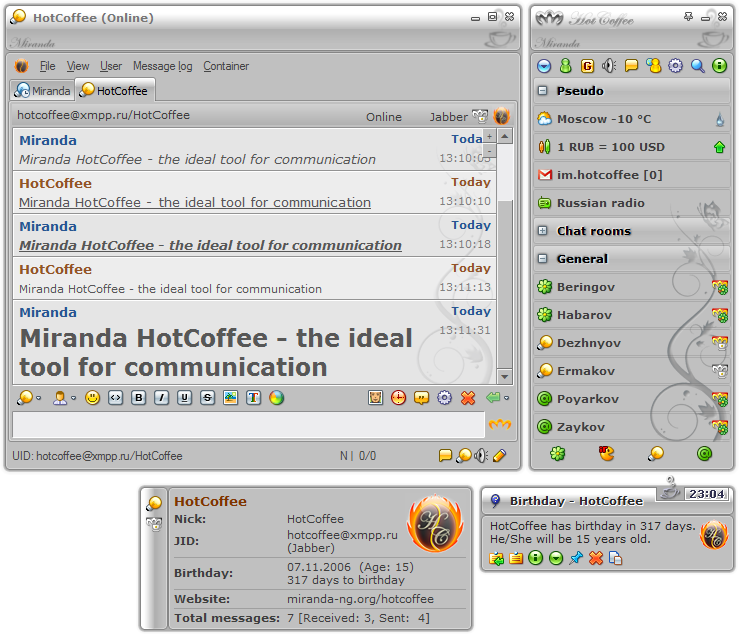 HotCoffee (Online)
Miranda
File View User Message log Container
Miranda HotCoffee
hotcoffee@xmpp.ru/HotCoffee Online Jabber
Miranda Today
Miranda HotCoffee - the ideal tool for communication 13:10:03
HotCoffee Today
Miranda HotCoffee - the ideal tool for communication 13:10:10
Miranda Today
Miranda HotCoffee - the ideal tool for communication 13:10:18
HotCoffee Today
Miranda HotCoffee - the ideal tool for communication 13:11:13
Miranda Today
Miranda HotCoffee - the ideal 13:11:31
tool for communication
B I U S T
UID: hotcoffee@xmpp.ru/HotCoffee N | 0/0
Hot Coffee
Miranda
G
Pseudo
Moscow -10 °C
1 RUB = 100 USD
im.hotcoffee [0]
Russian radio
Chat rooms
General
Beringov
Habarov
Dezhnyov
Ermakov
Poyarkov
Zaykov
HotCoffee
Nick: HotCoffee
JID: hotcoffee@xmpp.ru
(Jabber)
Birthday: 07.11.2006 (Age: 15)
317 days to birthday
Website: miranda-ng.org/hotcoffee
Total messages: 7 [Received: 3, Sent: 4]
Birthday - HotCoffee 23:04
HotCoffee has birthday in 317 days.
He/She will be 15 years old.